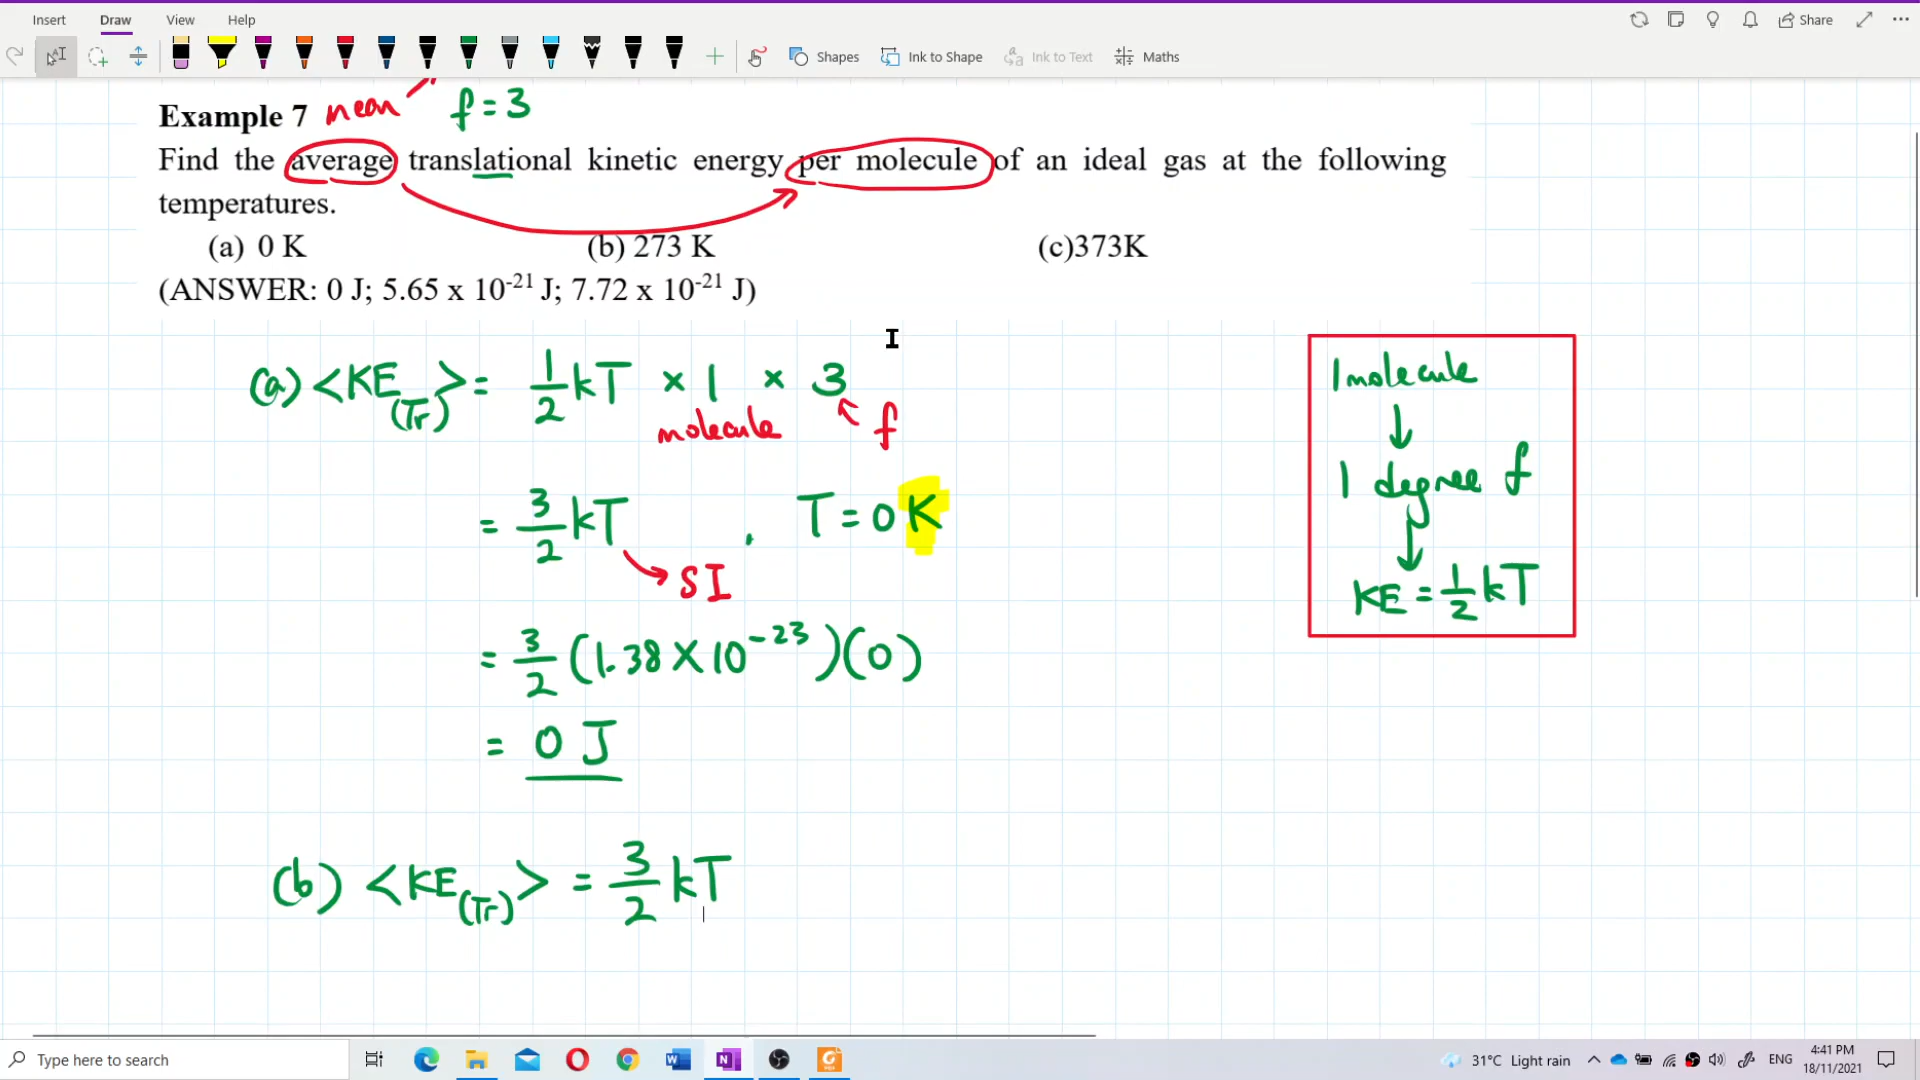 Insert Draw View Help
Share
Shapes Ink to Shape Ink to Text Maths
Example 7 mean f = 3
Find the average translational kinetic energy per molecule of an ideal gas at the following
temperatures.
(a) 0 K (b) 273 K (c)373K
(ANSWER: 0 J; 5.65 x 10⁻²¹ J; 7.72 x 10⁻²¹ J)
(a) <KE(Tr)> = 1/2 kT × 1 × 3
molecule f
= 3/2 kT , T = 0 K
SI
= 3/2 (1.38 × 10⁻²³)(0)
= 0 J
(b) <KE(Tr)> = 3/2 kT
1 molecule
↓
1 degree f
↓
KE = 1/2 kT
Type here to search
31°C Light rain
ENG
4:41 PM
18/11/2021